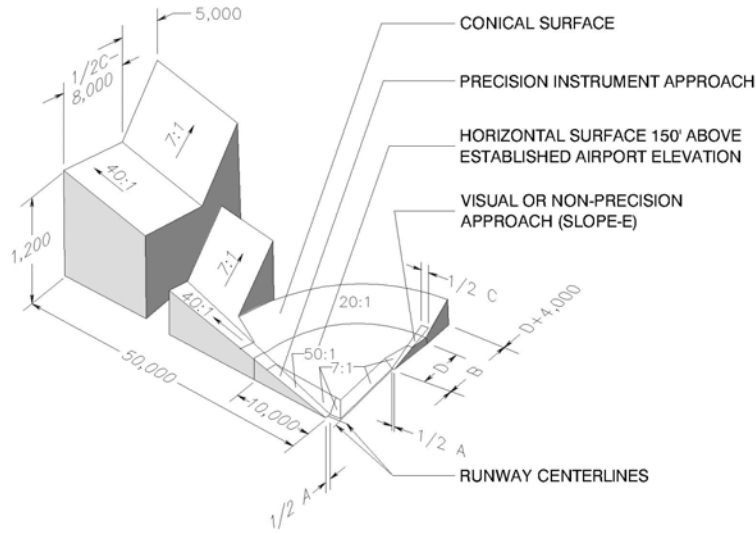 5,000
CONICAL SURFACE
1/2C-
8,000
PRECISION INSTRUMENT APPROACH
7:1
HORIZONTAL SURFACE 150' ABOVE
ESTABLISHED AIRPORT ELEVATION
40:1
VISUAL OR NON-PRECISION
APPROACH (SLOPE-E)
1,200
7:1
1/2 C
20:1
40:1
D+4,000
50:1
7:1
D
B
50,000
10,000
1/2 A
RUNWAY CENTERLINES
1/2 A